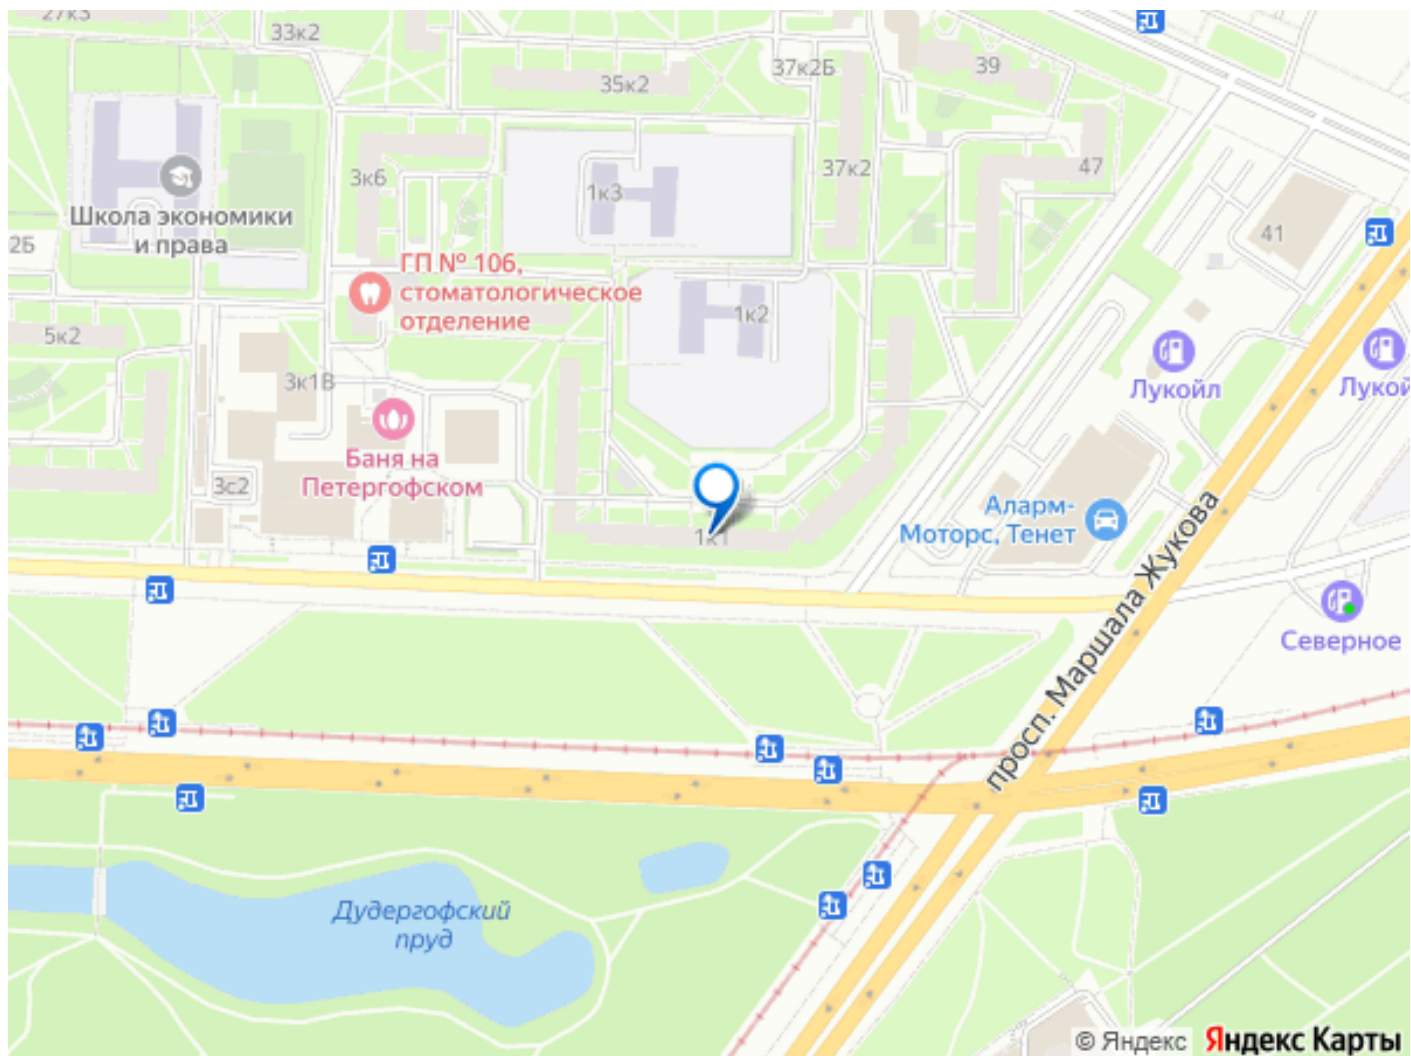 27к3
33к2
35к2
37к2Б
39
3к6
1к3
37к2
47
Школа экономики
и права
2Б
41
ГП № 106,
стоматологическое
отделение
1к2
5к2
Лукойл
3к1В
Баня на
Петергофском
3с2
1к1
Аларм-
Моторс, Тенет
просп. Маршала Жукова
Северное
Дудергофский
пруд
© Яндекс Яндекс Карты